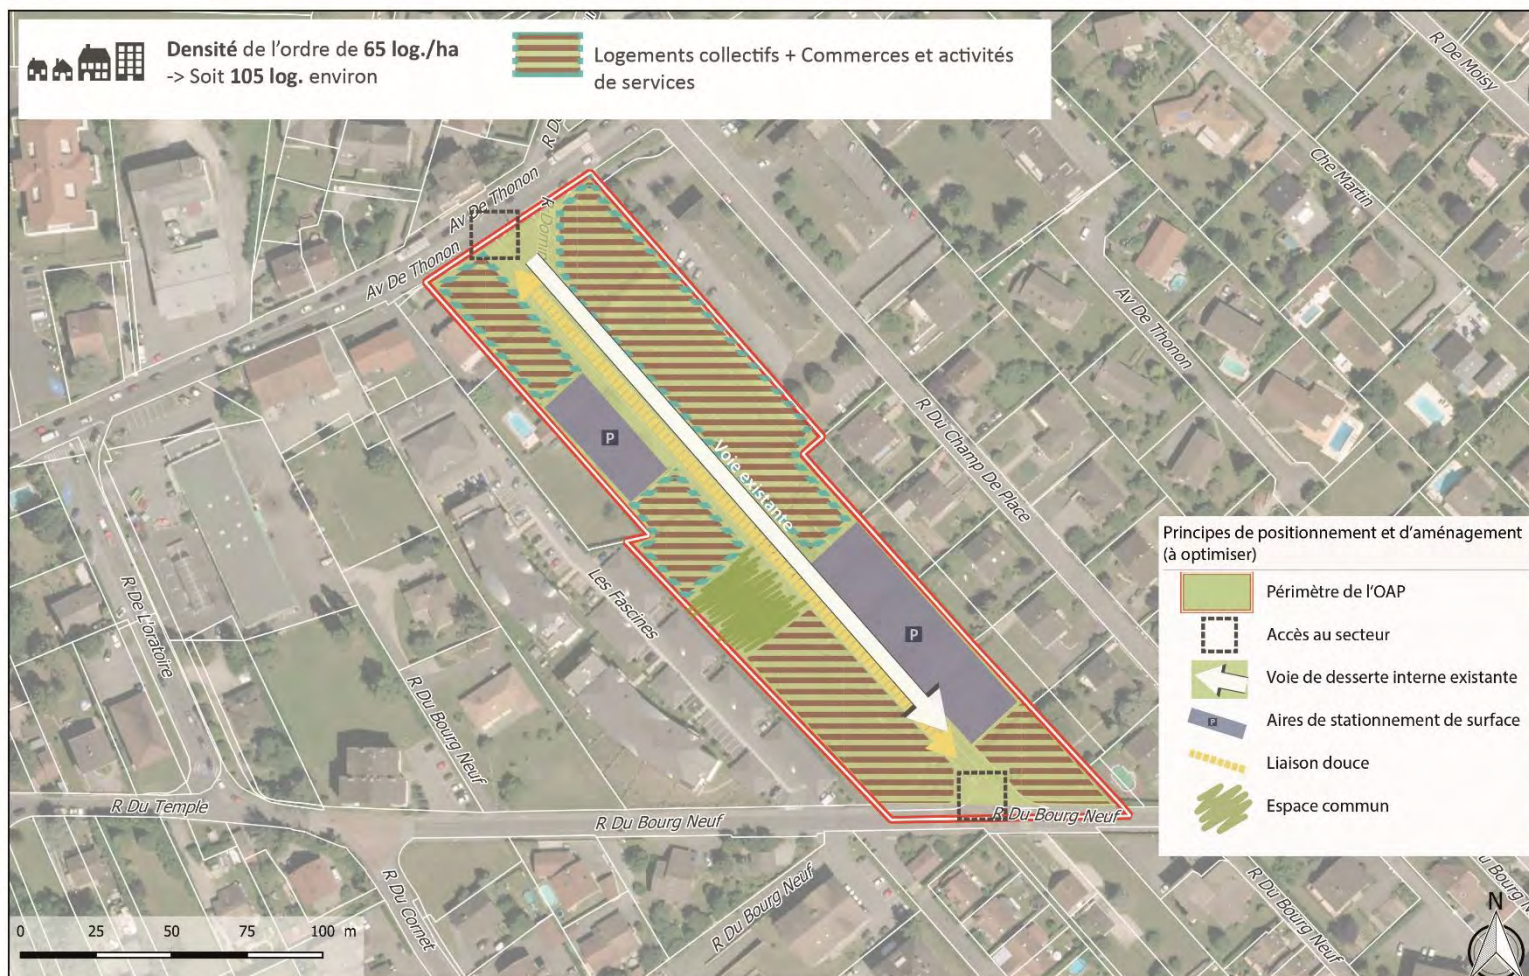 Densité de l'ordre de 65 log./ha
-> Soit 105 log. environ
Logements collectifs + Commerces et activités
de services
R De Moisy
Che Martin
Av De Thonon
Av De Thonon
Av De Thonon
R Du Champ De Place
Voie existante
P
P
Les Fascines
R De L'oratoire
R Du Bourg Neuf
R Du Temple
R Du Bourg Neuf
R Du Bourg Neuf
R Du Cornet
R Du Bourg Neuf
R Du Bourg Neuf
Principes de positionnement et d'aménagement
(à optimiser)
Périmètre de l'OAP
Accès au secteur
Voie de desserte interne existante
P
Aires de stationnement de surface
Liaison douce
Espace commun
0 25 50 75 100 m
N